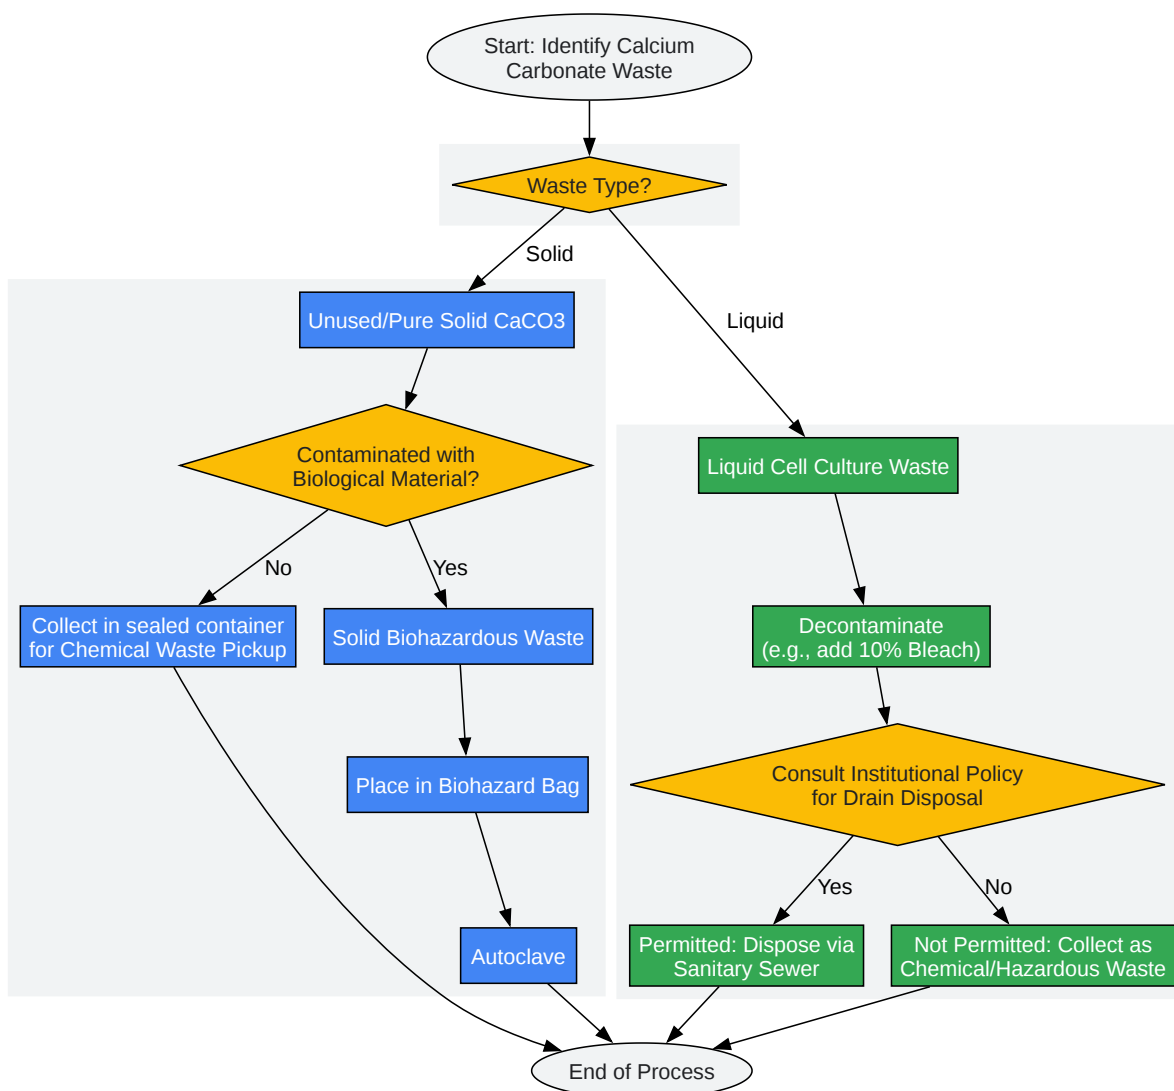 Start: Identify Calcium
Carbonate Waste
Waste Type?
Solid
Liquid
Unused/Pure Solid CaCO3
Contaminated with
Biological Material?
Liquid Cell Culture Waste
No
Yes
Collect in sealed container
for Chemical Waste Pickup
Solid Biohazardous Waste
Decontaminate
(e.g., add 10% Bleach)
Place in Biohazard Bag
Consult Institutional Policy
for Drain Disposal
Yes
No
Autoclave
Permitted: Dispose via
Sanitary Sewer
Not Permitted: Collect as
Chemical/Hazardous Waste
End of Process